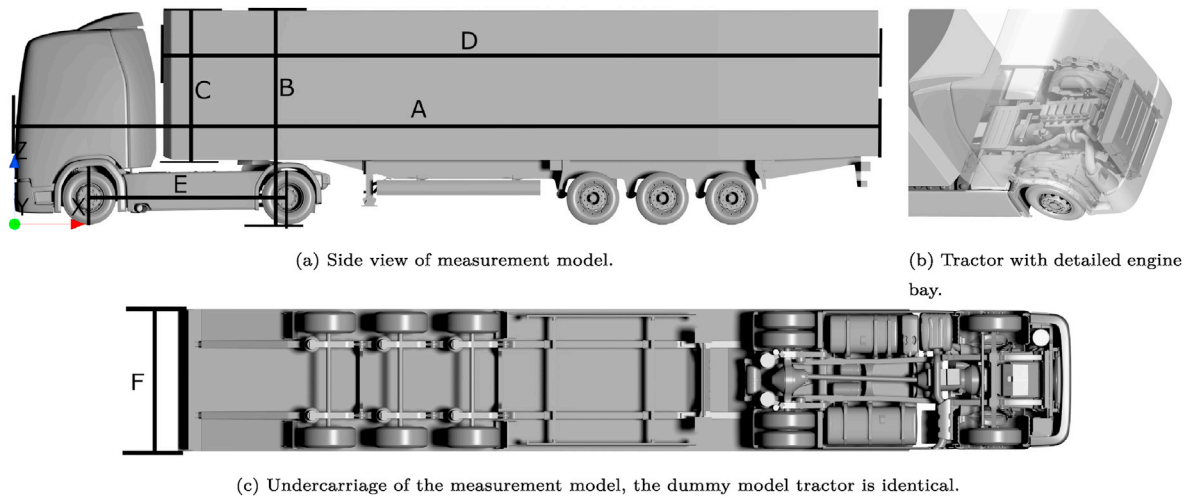 D
C
B
A
Z
E
Y
X
(a) Side view of measurement model.
(b) Tractor with detailed engine
bay.
F
(c) Undercarriage of the measurement model, the dummy model tractor is identical.